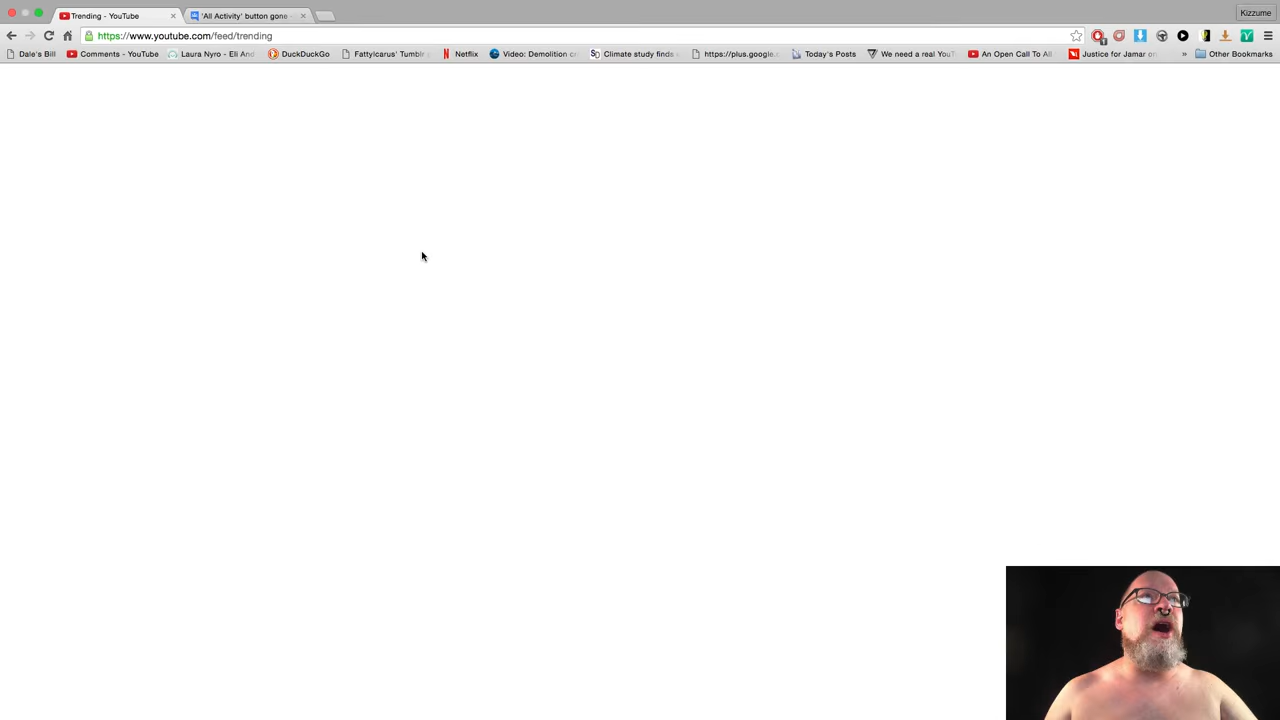 Trending - YouTube
'All Activity' button gone -
Kizzume
https://www.youtube.com/feed/trending
Dale's Bill
Comments - YouTube
Laura Nyro - Eli And
DuckDuckGo
FattyIcarus' Tumblr
Netflix
Video: Demolition cr
Climate study finds
https://plus.google.
Today's Posts
We need a real YouT
An Open Call To All
Justice for Jamar on
» Other Bookmarks